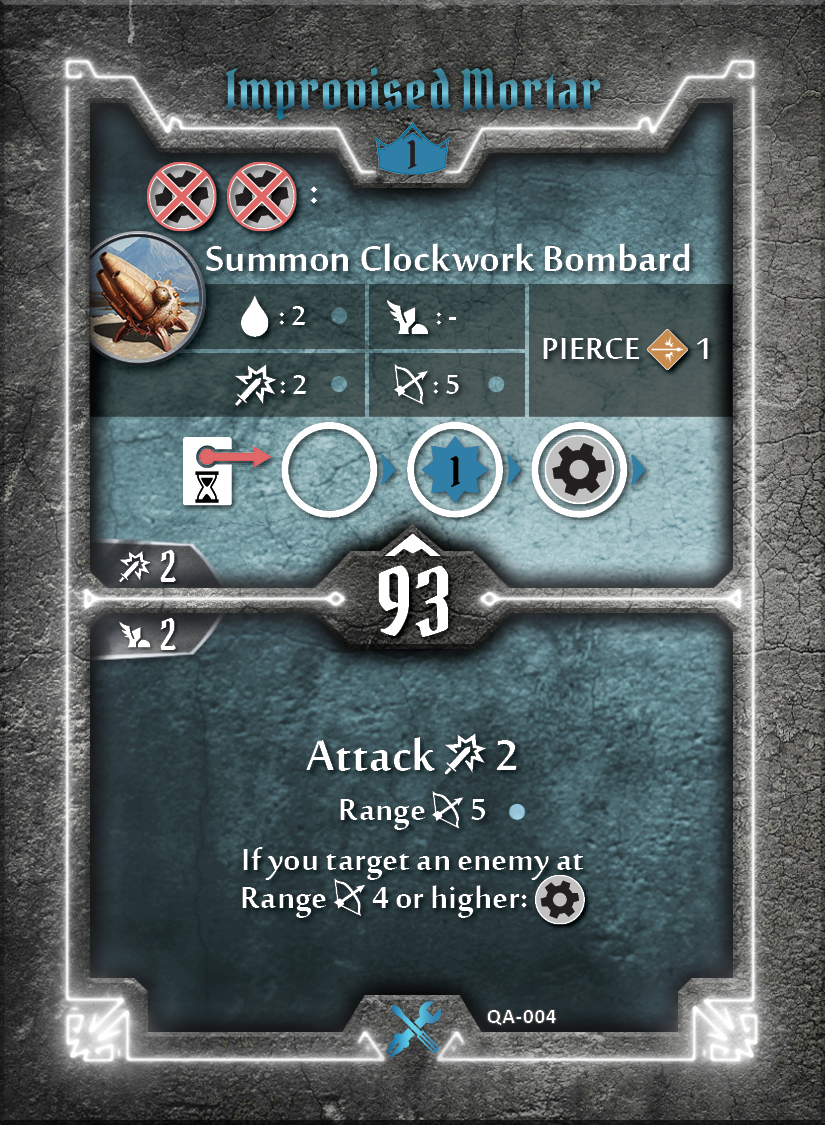 Improvised Mortar
1
:
Summon Clockwork Bombard
: 2
: -
PIERCE 1
: 2
: 5
1
2
93
2
Attack 2
Range 5
If you target an enemy at
Range 4 or higher:
QA-004